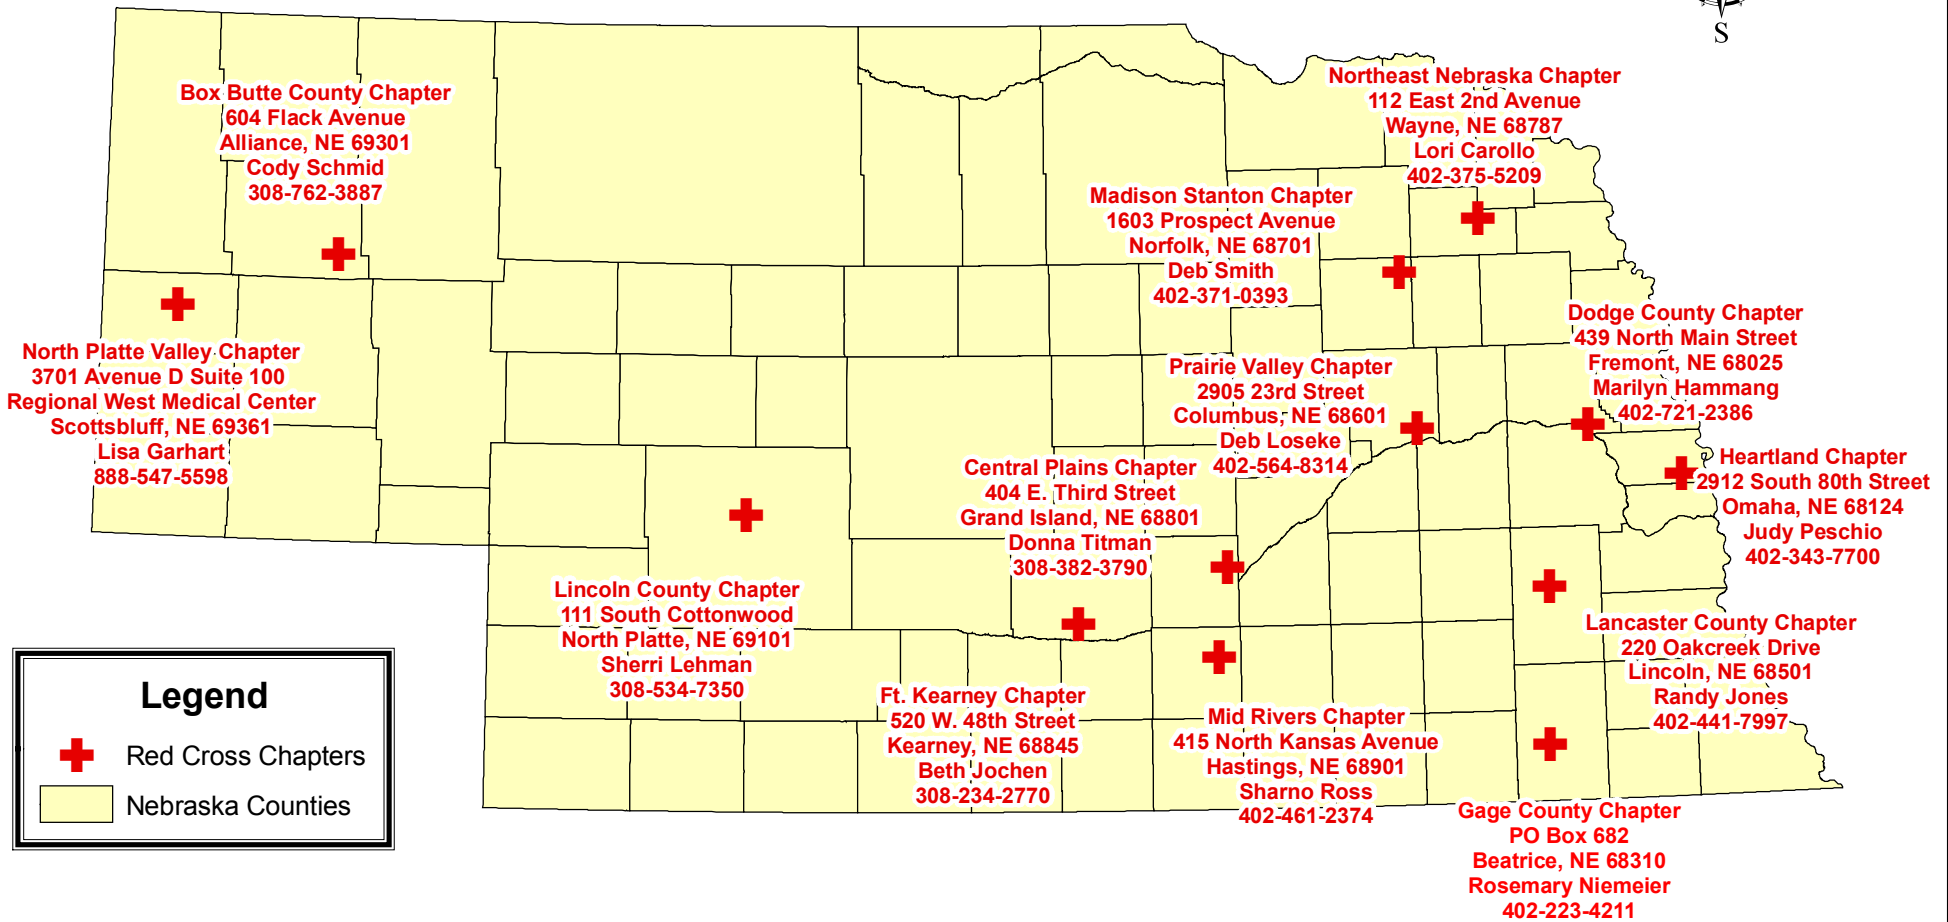 S
Box Butte County Chapter
604 Flack Avenue
Alliance, NE 69301
Cody Schmid
308-762-3887
Northeast Nebraska Chapter
112 East 2nd Avenue
Wayne, NE 68787
Lori Carollo
402-375-5209
Madison Stanton Chapter
1603 Prospect Avenue
Norfolk, NE 68701
Deb Smith
402-371-0393
North Platte Valley Chapter
3701 Avenue D Suite 100
Regional West Medical Center
Scottsbluff, NE 69361
Lisa Garhart
888-547-5598
Prairie Valley Chapter
2905 23rd Street
Columbus, NE 68601
Deb Loseke
402-564-8314
Dodge County Chapter
439 North Main Street
Fremont, NE 68025
Marilyn Hammang
402-721-2386
Central Plains Chapter
404 E. Third Street
Grand Island, NE 68801
Donna Titman
308-382-3790
Heartland Chapter
2912 South 80th Street
Omaha, NE 68124
Judy Peschio
402-343-7700
Lincoln County Chapter
111 South Cottonwood
North Platte, NE 69101
Sherri Lehman
308-534-7350
Lancaster County Chapter
220 Oakcreek Drive
Lincoln, NE 68501
Randy Jones
402-441-7997
Ft. Kearney Chapter
520 W. 48th Street
Kearney, NE 68845
Beth Jochen
308-234-2770
Mid Rivers Chapter
415 North Kansas Avenue
Hastings, NE 68901
Sharno Ross
402-461-2374
Gage County Chapter
PO Box 682
Beatrice, NE 68310
Rosemary Niemeier
402-223-4211
Legend
Red Cross Chapters
Nebraska Counties